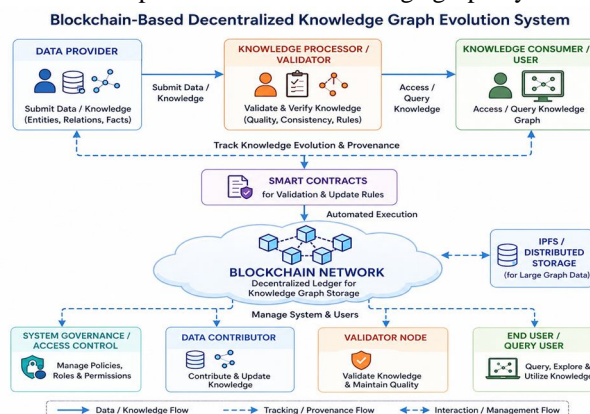 Blockchain-Based Decentralized Knowledge Graph Evolution System
DATA PROVIDER
Submit Data / Knowledge
(Entities, Relations, Facts)
Submit Data /
Knowledge
KNOWLEDGE PROCESSOR /
VALIDATOR
Validate & Verify Knowledge
(Quality, Consistency, Rules)
Access /
Query
Knowledge
KNOWLEDGE CONSUMER /
USER
Access / Query Knowledge
Graph
Track Knowledge Evolution & Provenance
SMART CONTRACTS
for Validation & Update Rules
Automated Execution
BLOCKCHAIN NETWORK
Decentralized Ledger for
Knowledge Graph Storage
IPFS /
DISTRIBUTED
STORAGE
(for Large Graph Data)
Manage System & Users
SYSTEM GOVERNANCE /
ACCESS CONTROL
Manage Policies,
Roles & Permissions
DATA CONTRIBUTOR
Contribute & Update
Knowledge
VALIDATOR NODE
Validate Knowledge
& Maintain Quality
END USER /
QUERY USER
Query, Explore &
Utilize Knowledge
Data / Knowledge Flow
Tracking / Provenance Flow
Interaction / Management Flow